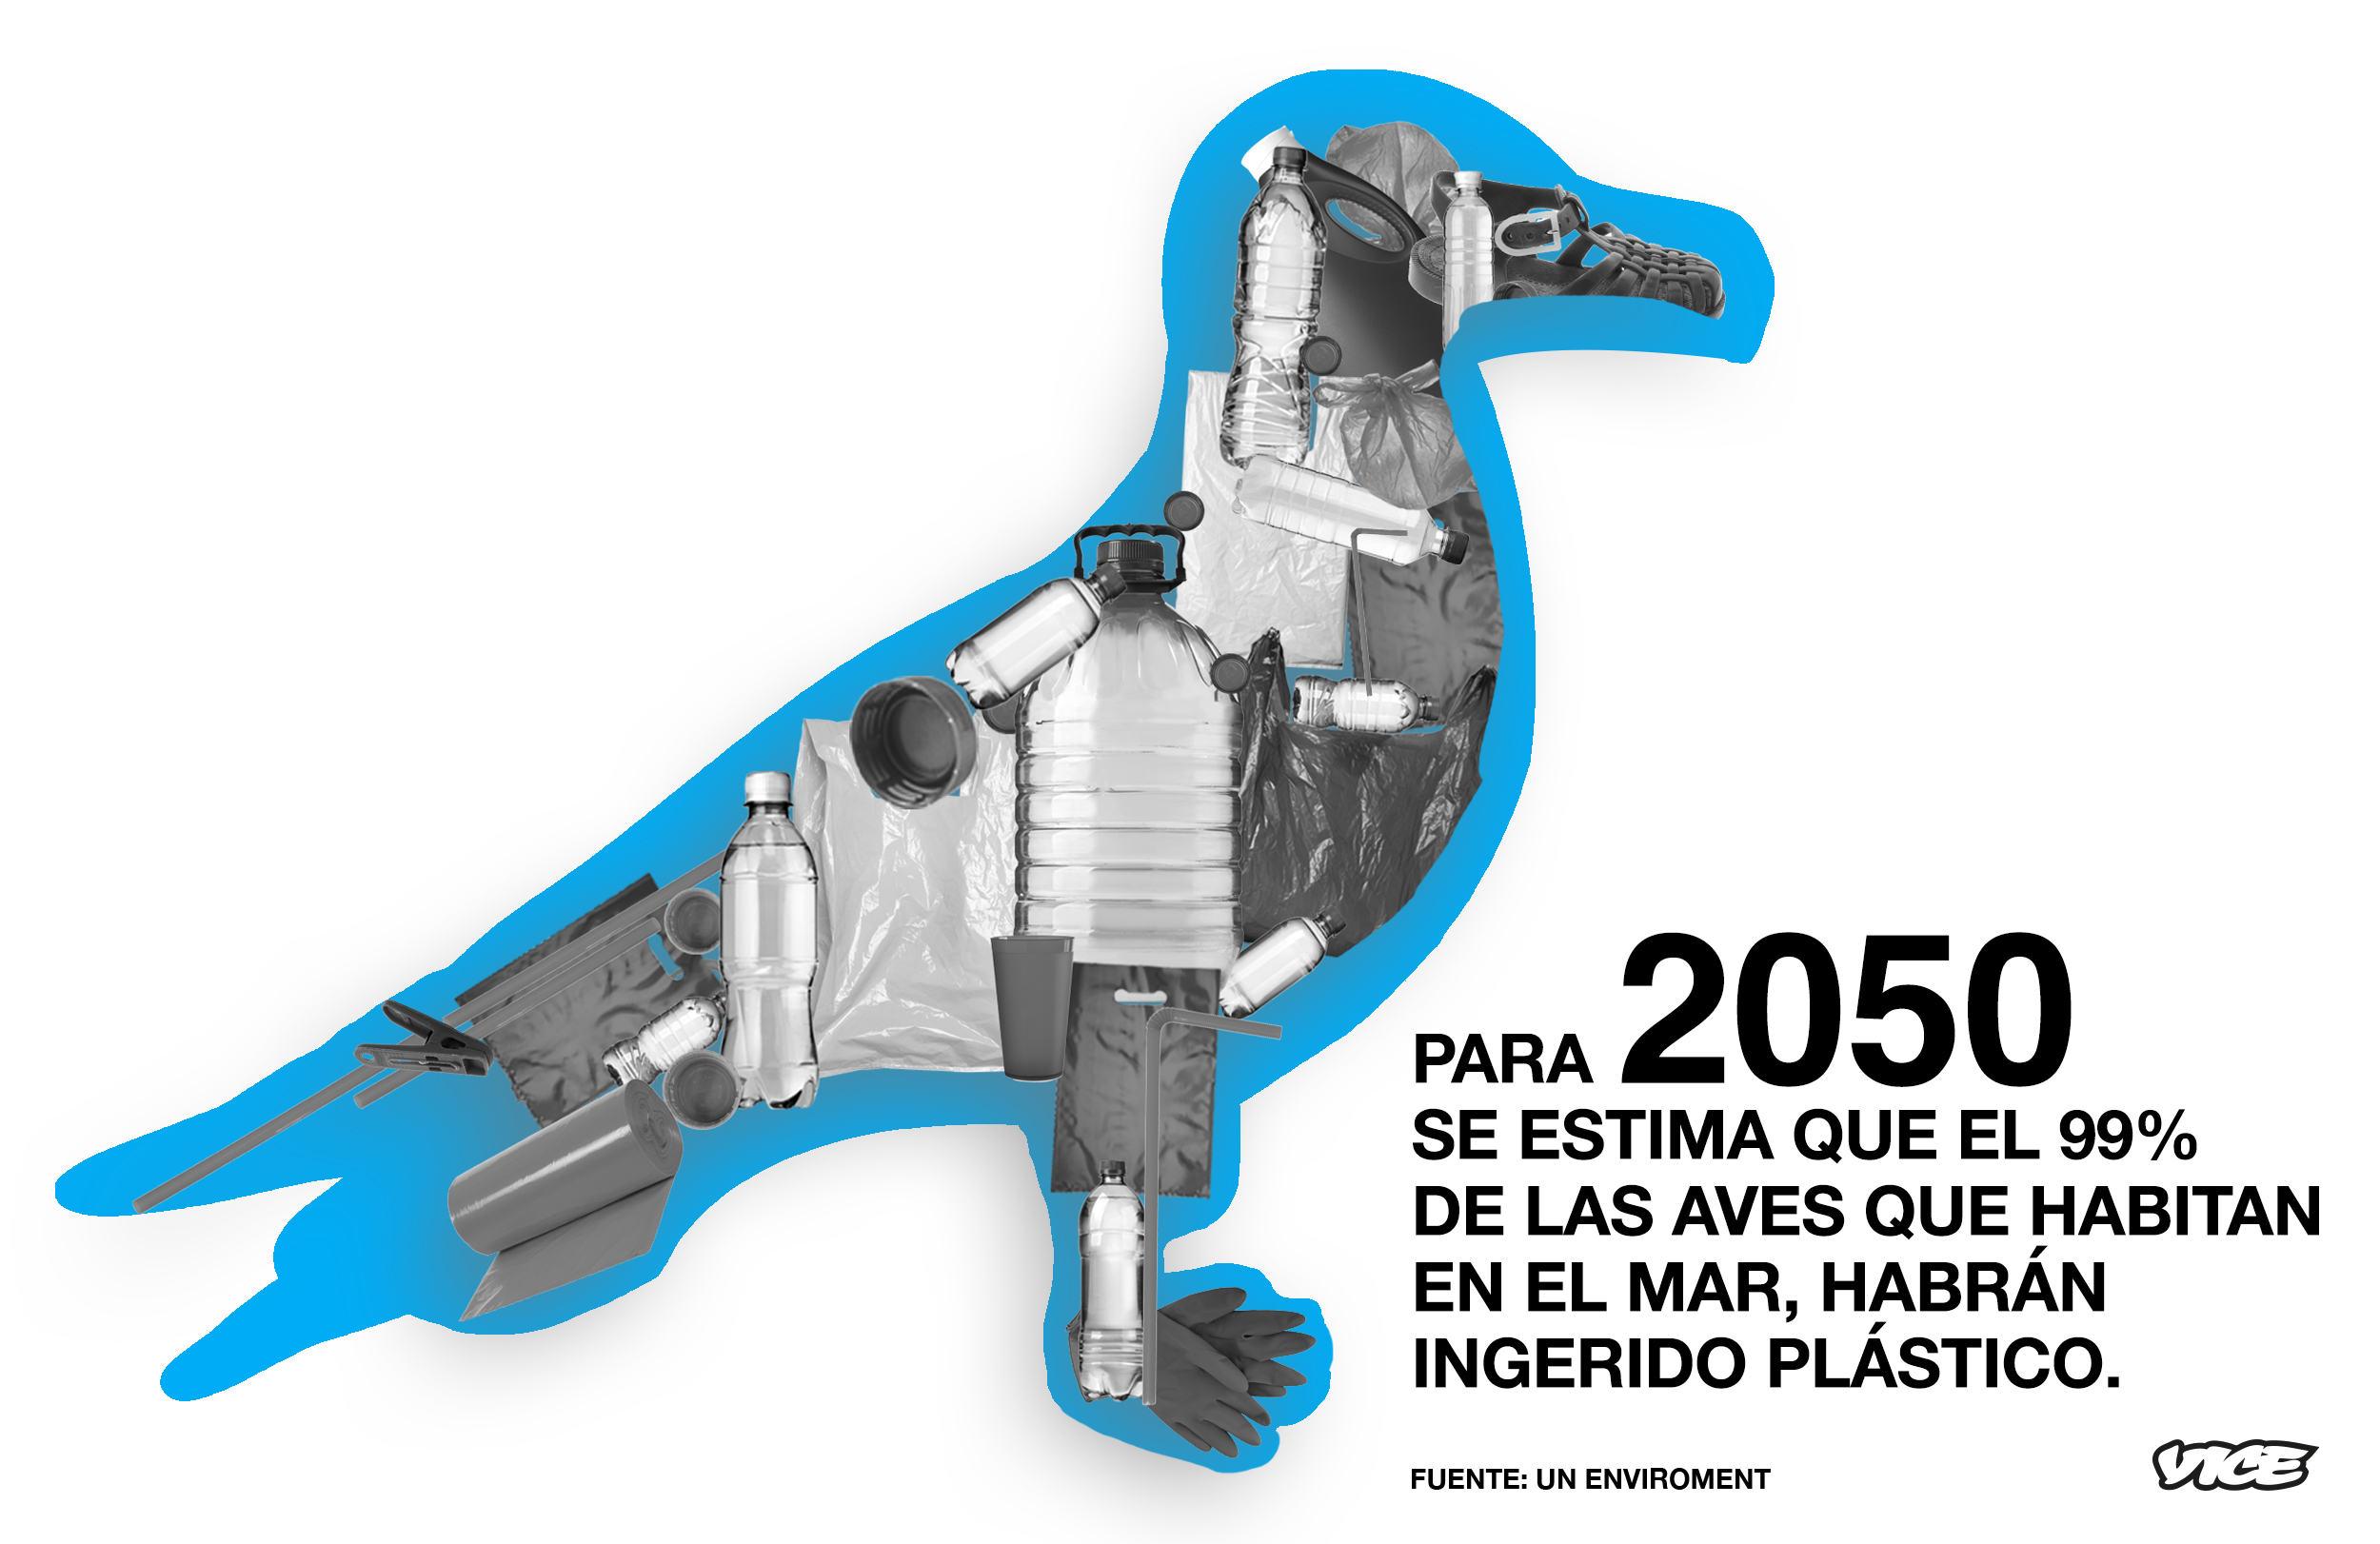 PARA 2050
SE ESTIMA QUE EL 99%
DE LAS AVES QUE HABITAN
EN EL MAR, HABRÁN
INGERIDO PLÁSTICO.
FUENTE: UN ENVIROMENT
VICE